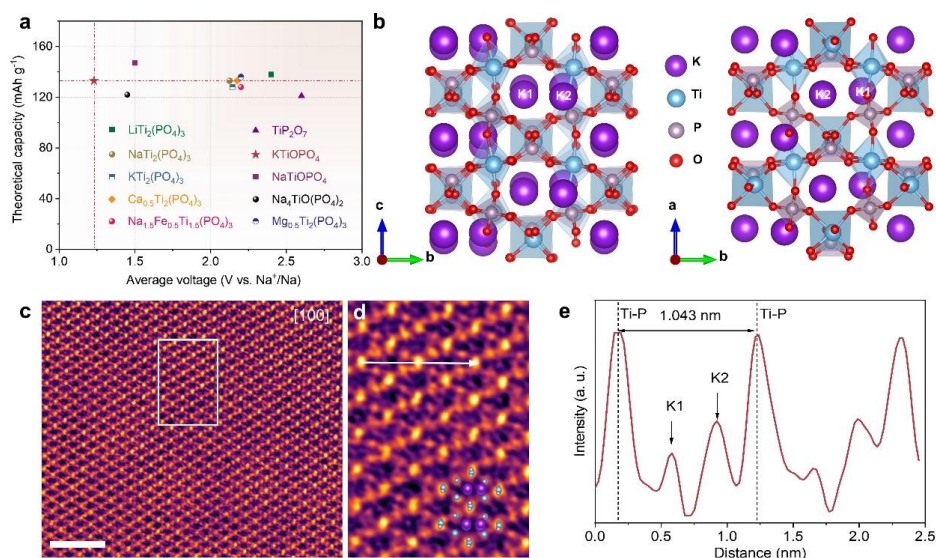 a
Theoretical capacity (mAh g⁻¹)
160
120
80
40
0
LiTi₂(PO₄)₃
NaTi₂(PO₄)₃
KTi₂(PO₄)₃
Ca₀.₅Ti₂(PO₄)₃
Na₁.₅Fe₀.₅Ti₁.₅(PO₄)₃
TiP₂O₇
KTiOPO₄
NaTiOPO₄
Na₄TiO(PO₄)₂
Mg₀.₅Ti₂(PO₄)₃
1.0 1.5 2.0 2.5 3.0
Average voltage (V vs. Na⁺/Na)
b
K1 K2
c
b
K2 K1
a
b
K
Ti
P
O
c
[100]
d
e
Ti-P
1.043 nm
Ti-P
K1
K2
Intensity (a. u.)
0.0 0.5 1.0 1.5 2.0 2.5
Distance (nm)